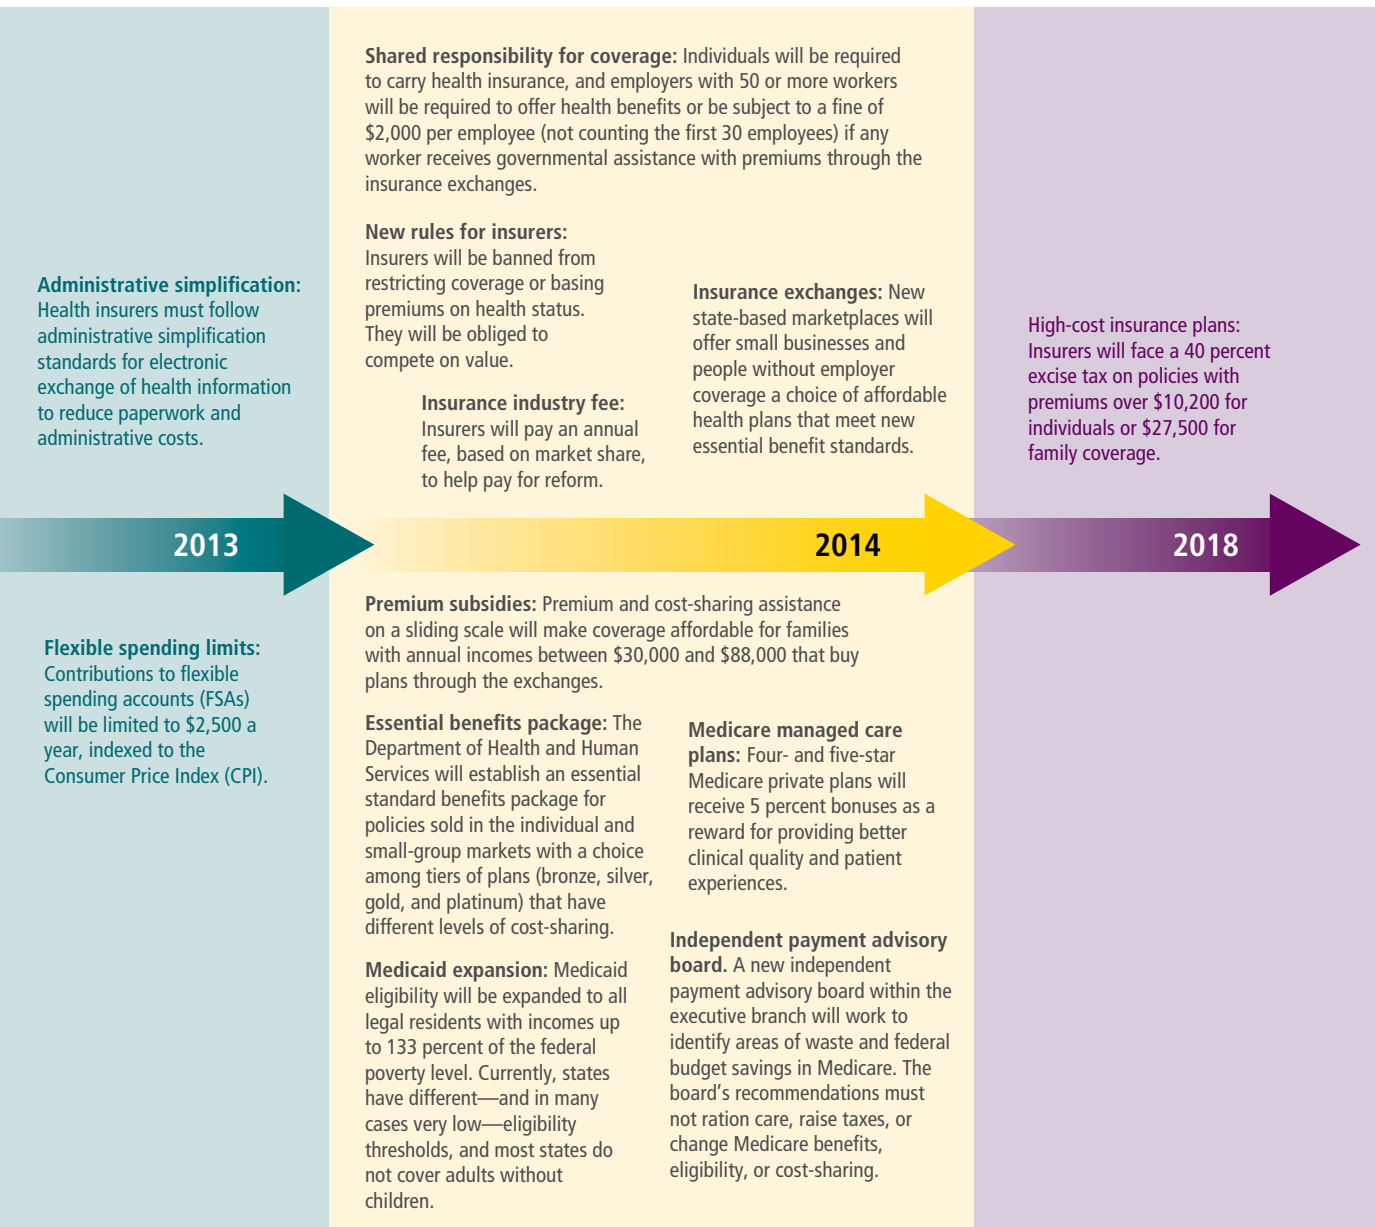 Administrative simplification:
Health insurers must follow
administrative simplification
standards for electronic
exchange of health information
to reduce paperwork and
administrative costs.
2013
Flexible spending limits:
Contributions to flexible
spending accounts (FSAs)
will be limited to $2,500 a
year, indexed to the
Consumer Price Index (CPI).
Shared responsibility for coverage: Individuals will be required
to carry health insurance, and employers with 50 or more workers
will be required to offer health benefits or be subject to a fine of
$2,000 per employee (not counting the first 30 employees) if any
worker receives governmental assistance with premiums through the
insurance exchanges.
New rules for insurers:
Insurers will be banned from
restricting coverage or basing
premiums on health status.
They will be obliged to
compete on value.
Insurance industry fee:
Insurers will pay an annual
fee, based on market share,
to help pay for reform.
Insurance exchanges: New
state-based marketplaces will
offer small businesses and
people without employer
coverage a choice of affordable
health plans that meet new
essential benefit standards.
2014
Premium subsidies: Premium and cost-sharing assistance
on a sliding scale will make coverage affordable for families
with annual incomes between $30,000 and $88,000 that buy
plans through the exchanges.
Essential benefits package: The
Department of Health and Human
Services will establish an essential
standard benefits package for
policies sold in the individual and
small-group markets with a choice
among tiers of plans (bronze, silver,
gold, and platinum) that have
different levels of cost-sharing.
Medicaid expansion: Medicaid
eligibility will be expanded to all
legal residents with incomes up
to 133 percent of the federal
poverty level. Currently, states
have different—and in many
cases very low—eligibility
thresholds, and most states do
not cover adults without
children.
Medicare managed care
plans: Four- and five-star
Medicare private plans will
receive 5 percent bonuses as a
reward for providing better
clinical quality and patient
experiences.
Independent payment advisory
board. A new independent
payment advisory board within the
executive branch will work to
identify areas of waste and federal
budget savings in Medicare. The
board's recommendations must
not ration care, raise taxes, or
change Medicare benefits,
eligibility, or cost-sharing.
High-cost insurance plans:
Insurers will face a 40 percent
excise tax on policies with
premiums over $10,200 for
individuals or $27,500 for
family coverage.
2018